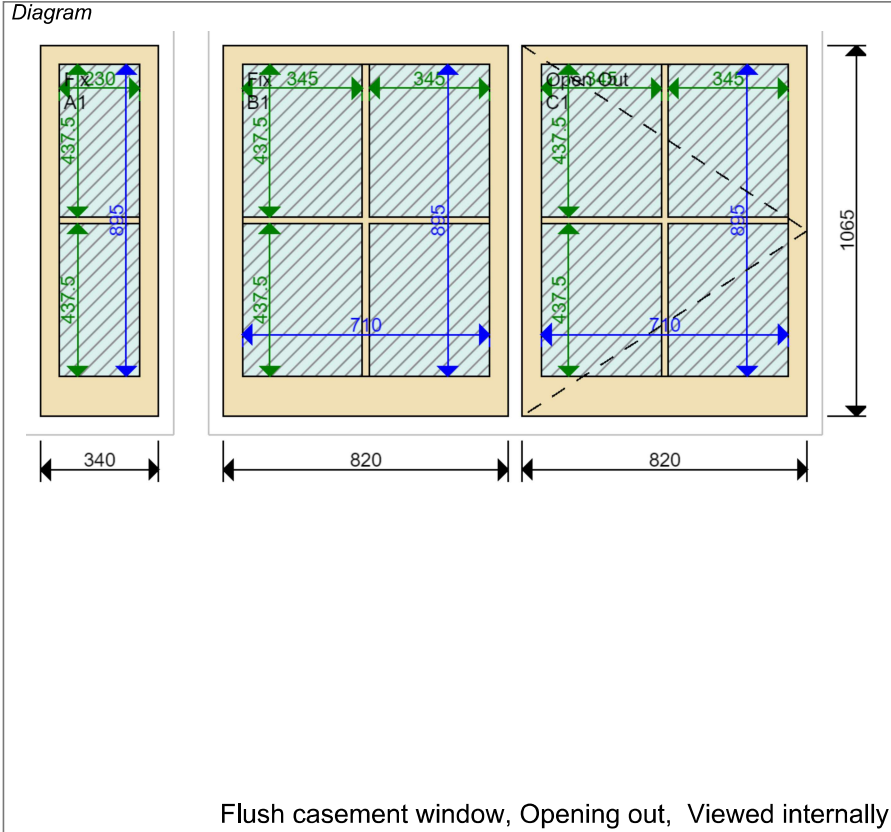 Diagram
Fix 230
A1
437.5
895
437.5
Fix 345 345
B1
437.5
895
437.5
710
Open Out 345 345
C1
437.5
895
437.5
710
1065
340
820
820
Flush casement window, Opening out, Viewed internally